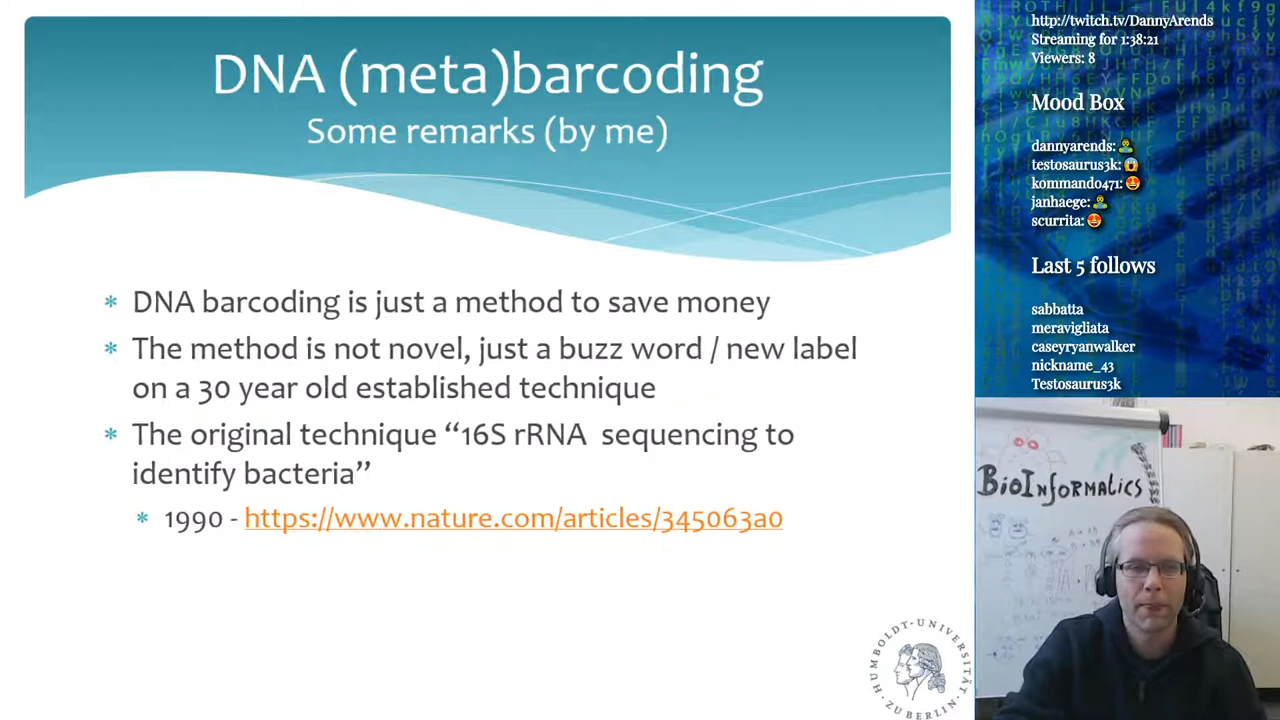 DNA (meta)barcoding
Some remarks (by me)
* DNA barcoding is just a method to save money
* The method is not novel, just a buzz word / new label
on a 30 year old established technique
* The original technique “16S rRNA sequencing to
identify bacteria”
* 1990 - https://www.nature.com/articles/345063a0
HUMBOLDT-UNIVERSITÄT
ZU BERLIN
http://twitch.tv/DannyArends
Streaming for 1:38:21
Viewers: 8
Mood Box
dannyarends:
testosaurus3k:
kommando471:
janhaege:
scurrita:
Last 5 follows
sabbatta
meravigliata
caseyryanwalker
nickname_43
Testosaurus3k
BioInformatics